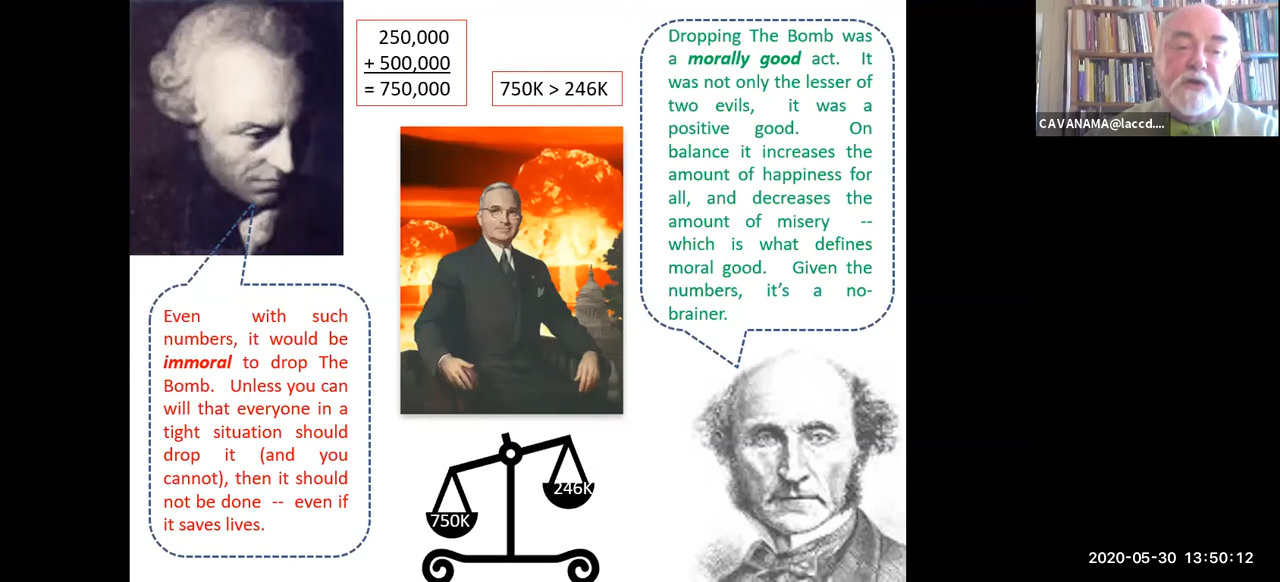 250,000
+ 500,000
= 750,000
750K > 246K
Dropping The Bomb was
a morally good act. It
was not only the lesser of
two evils, it was a
positive good. On
balance it increases the
amount of happiness for
all, and decreases the
amount of misery --
which is what defines
moral good. Given the
numbers, it’s a no-
brainer.
CAVANAMA@laccd....
Even with such
numbers, it would be
immoral to drop The
Bomb. Unless you can
will that everyone in a
tight situation should
drop it (and you
cannot), then it should
not be done -- even if
it saves lives.
246K
750K
2020-05-30 13:50:12